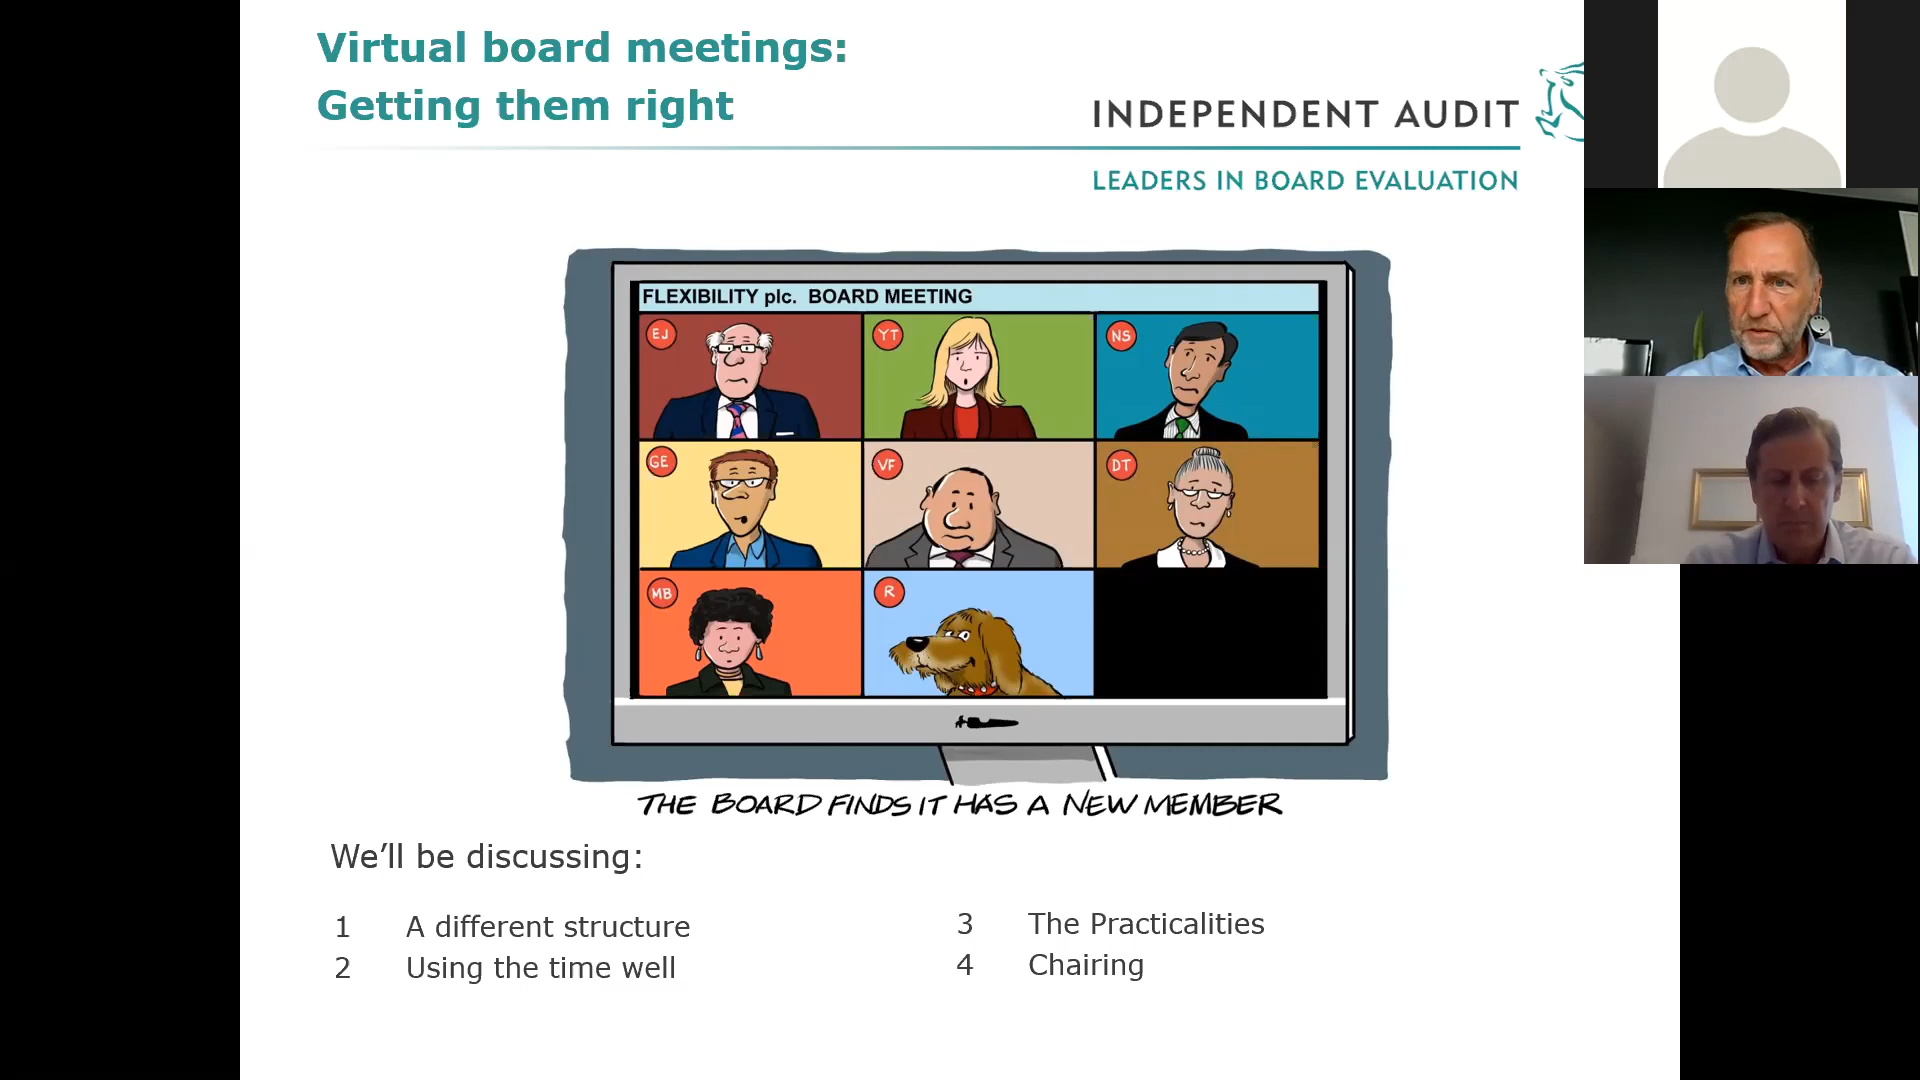 Virtual board meetings:
Getting them right
INDEPENDENT AUDIT
LEADERS IN BOARD EVALUATION
FLEXIBILITY plc. BOARD MEETING
EJ
YT
NS
GE
VF
DT
MB
R
THE BOARD FINDS IT HAS A NEW MEMBER
We’ll be discussing:
1 A different structure
2 Using the time well
3 The Practicalities
4 Chairing